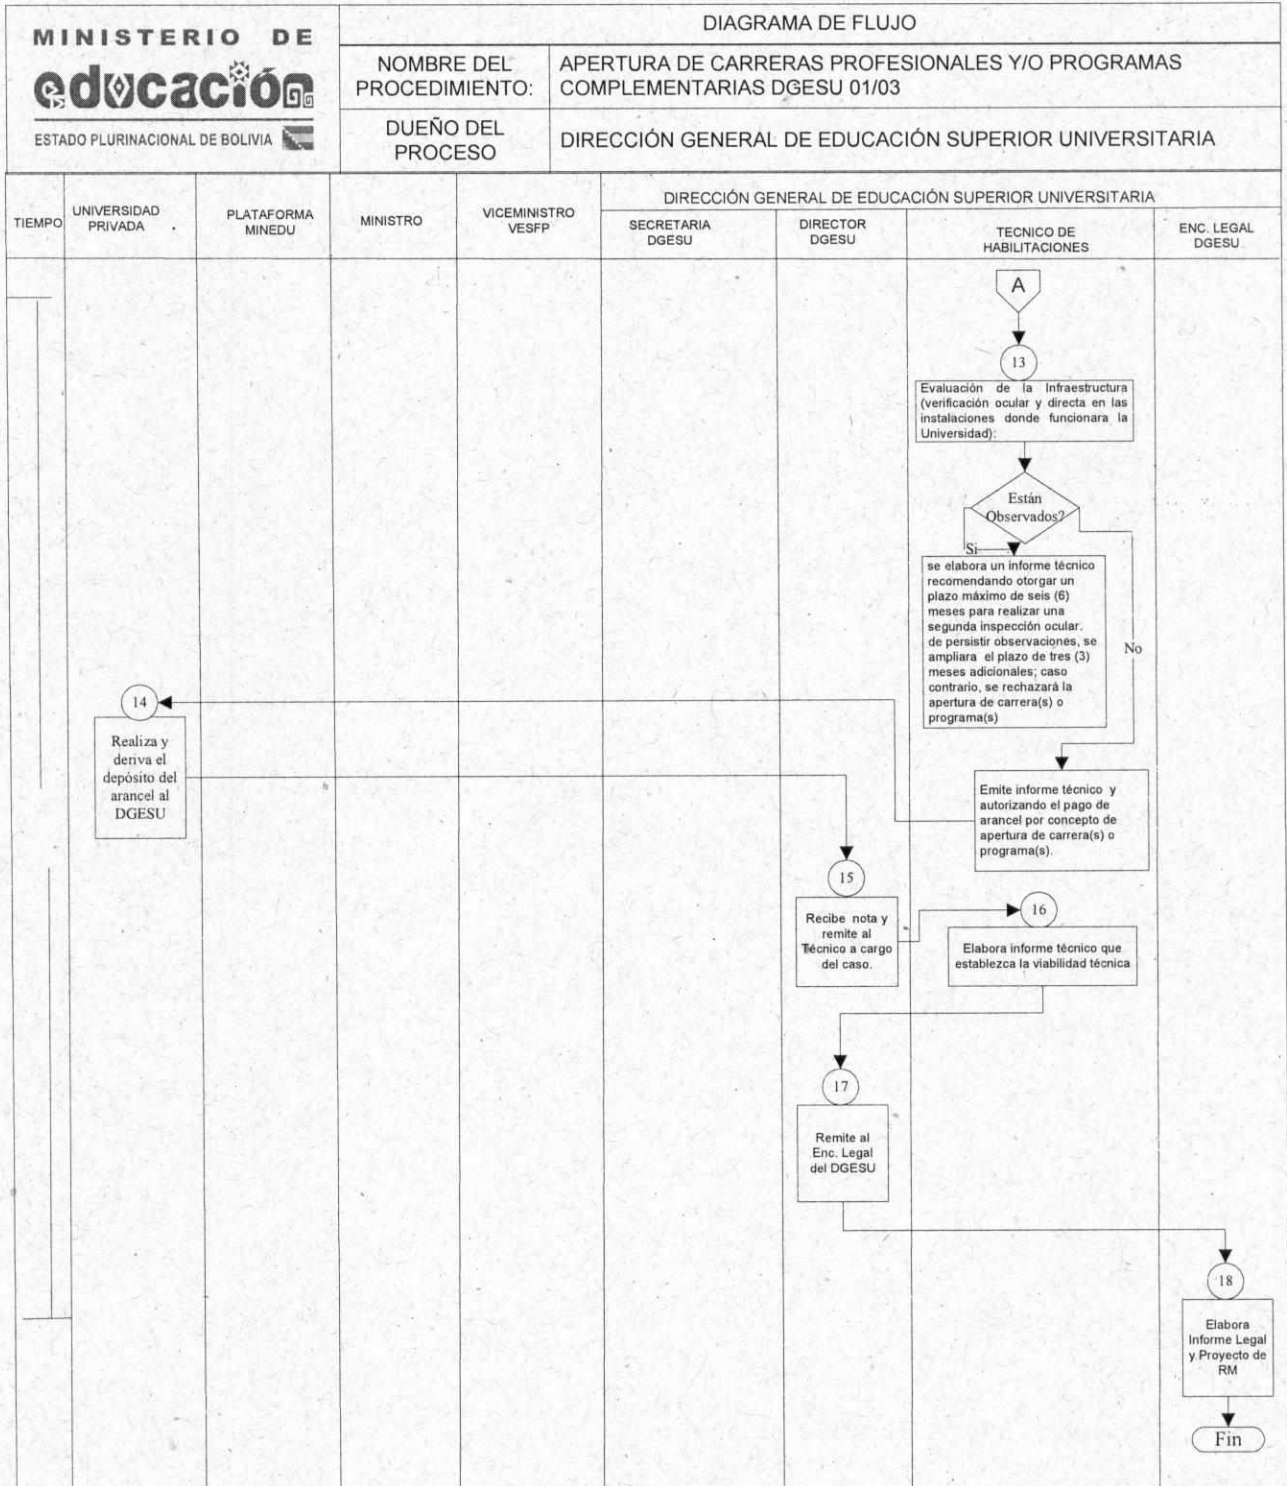 MINISTERIO DE
educación
ESTADO PLURINACIONAL DE BOLIVIA
DIAGRAMA DE FLUJO
NOMBRE DEL
PROCEDIMIENTO:
APERTURA DE CARRERAS PROFESIONALES Y/O PROGRAMAS
COMPLEMENTARIAS DGESU 01/03
DUEÑO DEL
PROCESO
DIRECCIÓN GENERAL DE EDUCACIÓN SUPERIOR UNIVERSITARIA
TIEMPO
UNIVERSIDAD
PRIVADA
PLATAFORMA
MINEDU
MINISTRO
VICEMINISTRO
VESFP
DIRECCIÓN GENERAL DE EDUCACIÓN SUPERIOR UNIVERSITARIA
SECRETARIA
DGESU
DIRECTOR
DGESU
TECNICO DE
HABILITACIONES
ENC. LEGAL
DGESU
A
13
Evaluación de la Infraestructura
(verificación ocular y directa en las
instalaciones donde funcionara la
Universidad):
Están
Observados?
Si
se elabora un informe técnico
recomendando otorgar un
plazo máximo de seis (6)
meses para realizar una
segunda inspección ocular.
de persistir observaciones, se
ampliara el plazo de tres (3)
meses adicionales; caso
contrario, se rechazará la
apertura de carrera(s) o
programa(s)
No
14
Realiza y
deriva el
depósito del
arancel al
DGESU
Emite informe técnico y
autorizando el pago de
arancel por concepto de
apertura de carrera(s) o
programa(s).
15
Recibe nota y
remite al
Técnico a cargo
del caso.
16
Elabora informe técnico que
establezca la viabilidad técnica
17
Remite al
Enc. Legal
del DGESU
18
Elabora
Informe Legal
y Proyecto de
RM
Fin